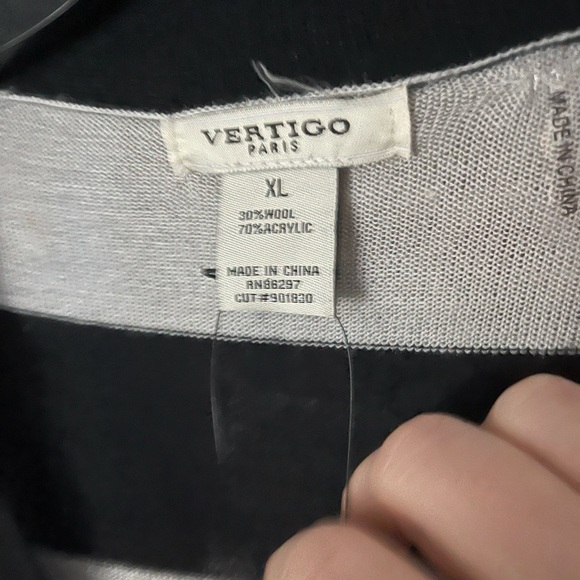 VERTIGO
PARIS
XL
30%WOOL
70%ACRYLIC
MADE IN CHINA
RN86297
CUT#901830
MADE IN CHINA